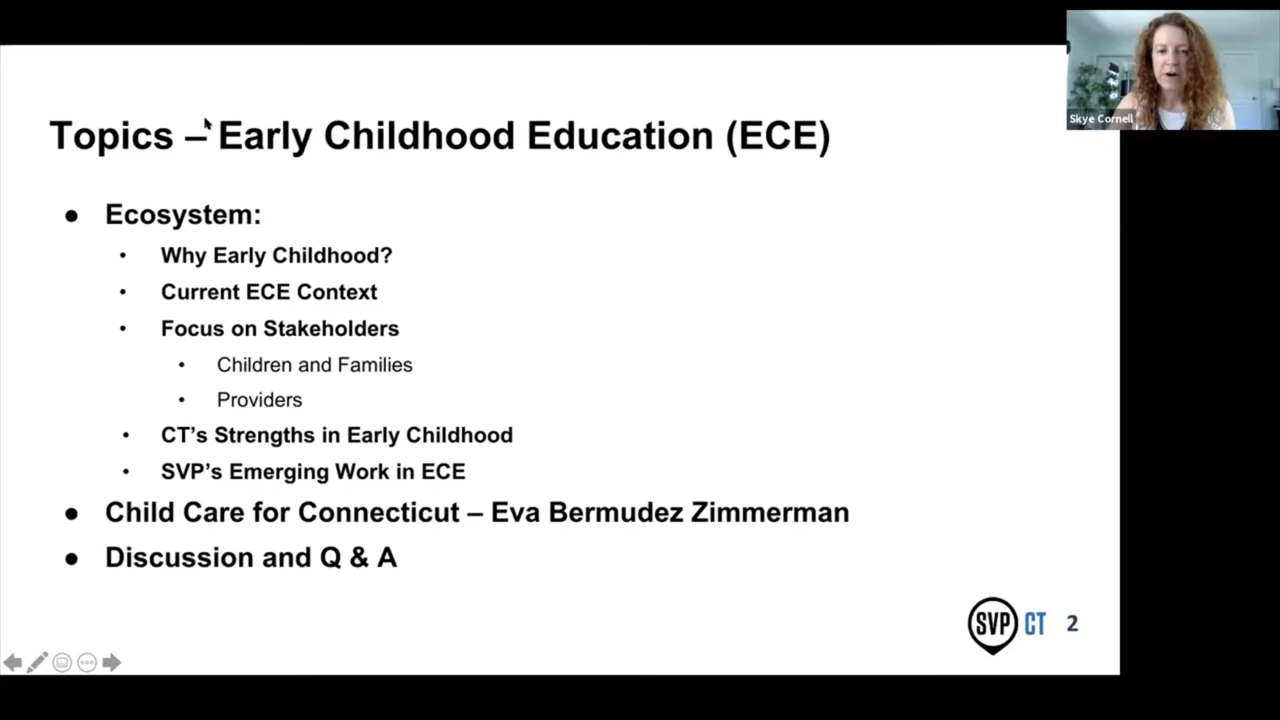 Skye Cornell
Topics – Early Childhood Education (ECE)
● Ecosystem:
• Why Early Childhood?
• Current ECE Context
• Focus on Stakeholders
• Children and Families
• Providers
• CT’s Strengths in Early Childhood
• SVP’s Emerging Work in ECE
● Child Care for Connecticut – Eva Bermudez Zimmerman
● Discussion and Q & A
SVP CT 2